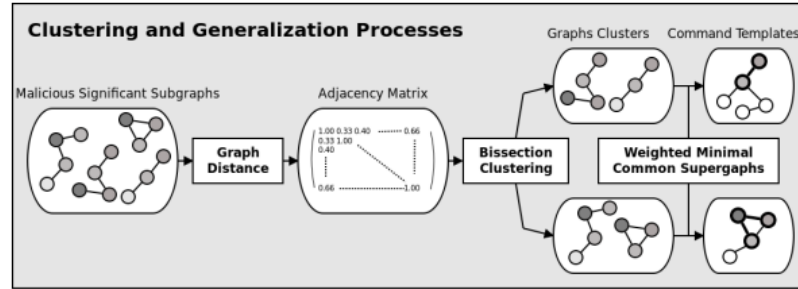 Clustering and Generalization Processes
Graphs Clusters
Command Templates
Malicious Significant Subgraphs
Adjacency Matrix
1.00 0.33 0.40
0.66
0.33 1.00
0.40
0.66
1.00
Graph
Distance
Bissection
Clustering
Weighted Minimal
Common Supergaphs